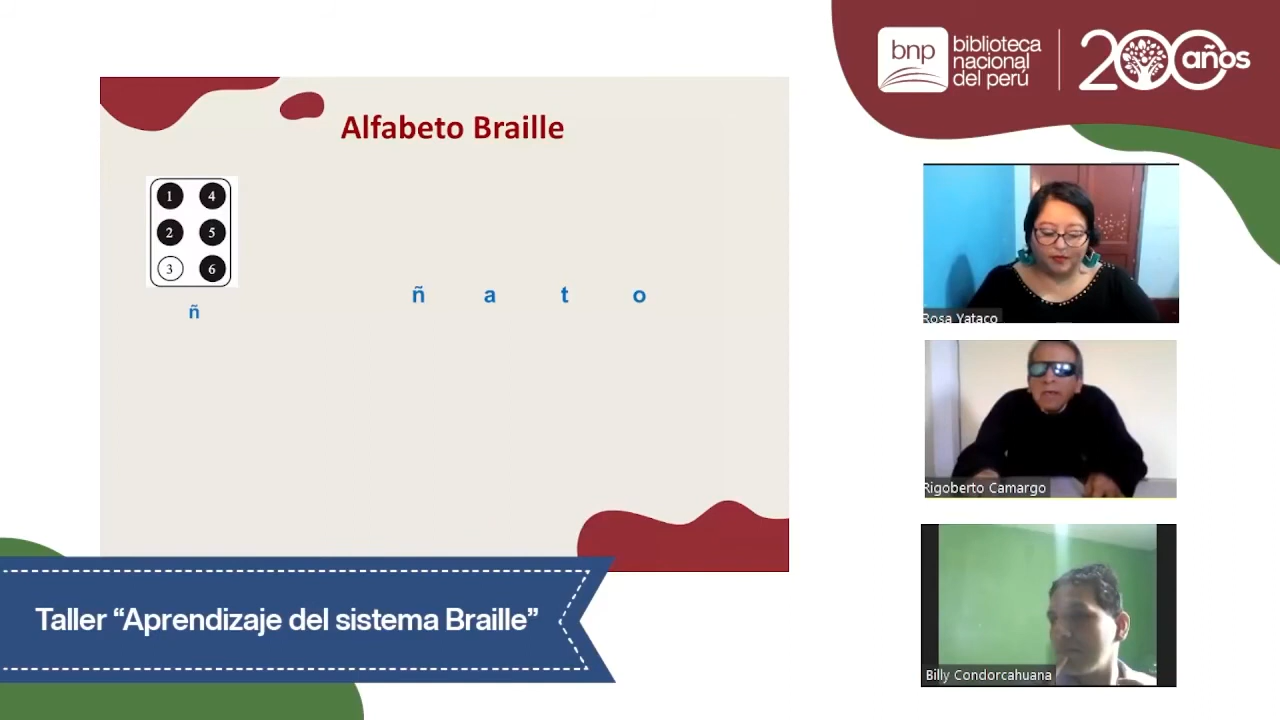 bnp
biblioteca
nacional
del perú
200 años
Alfabeto Braille
1 4
2 5
3 6
ñ
ñ a t o
Rosa Yataco
Rigoberto Camargo
Billy Condorcahuana
Taller “Aprendizaje del sistema Braille”